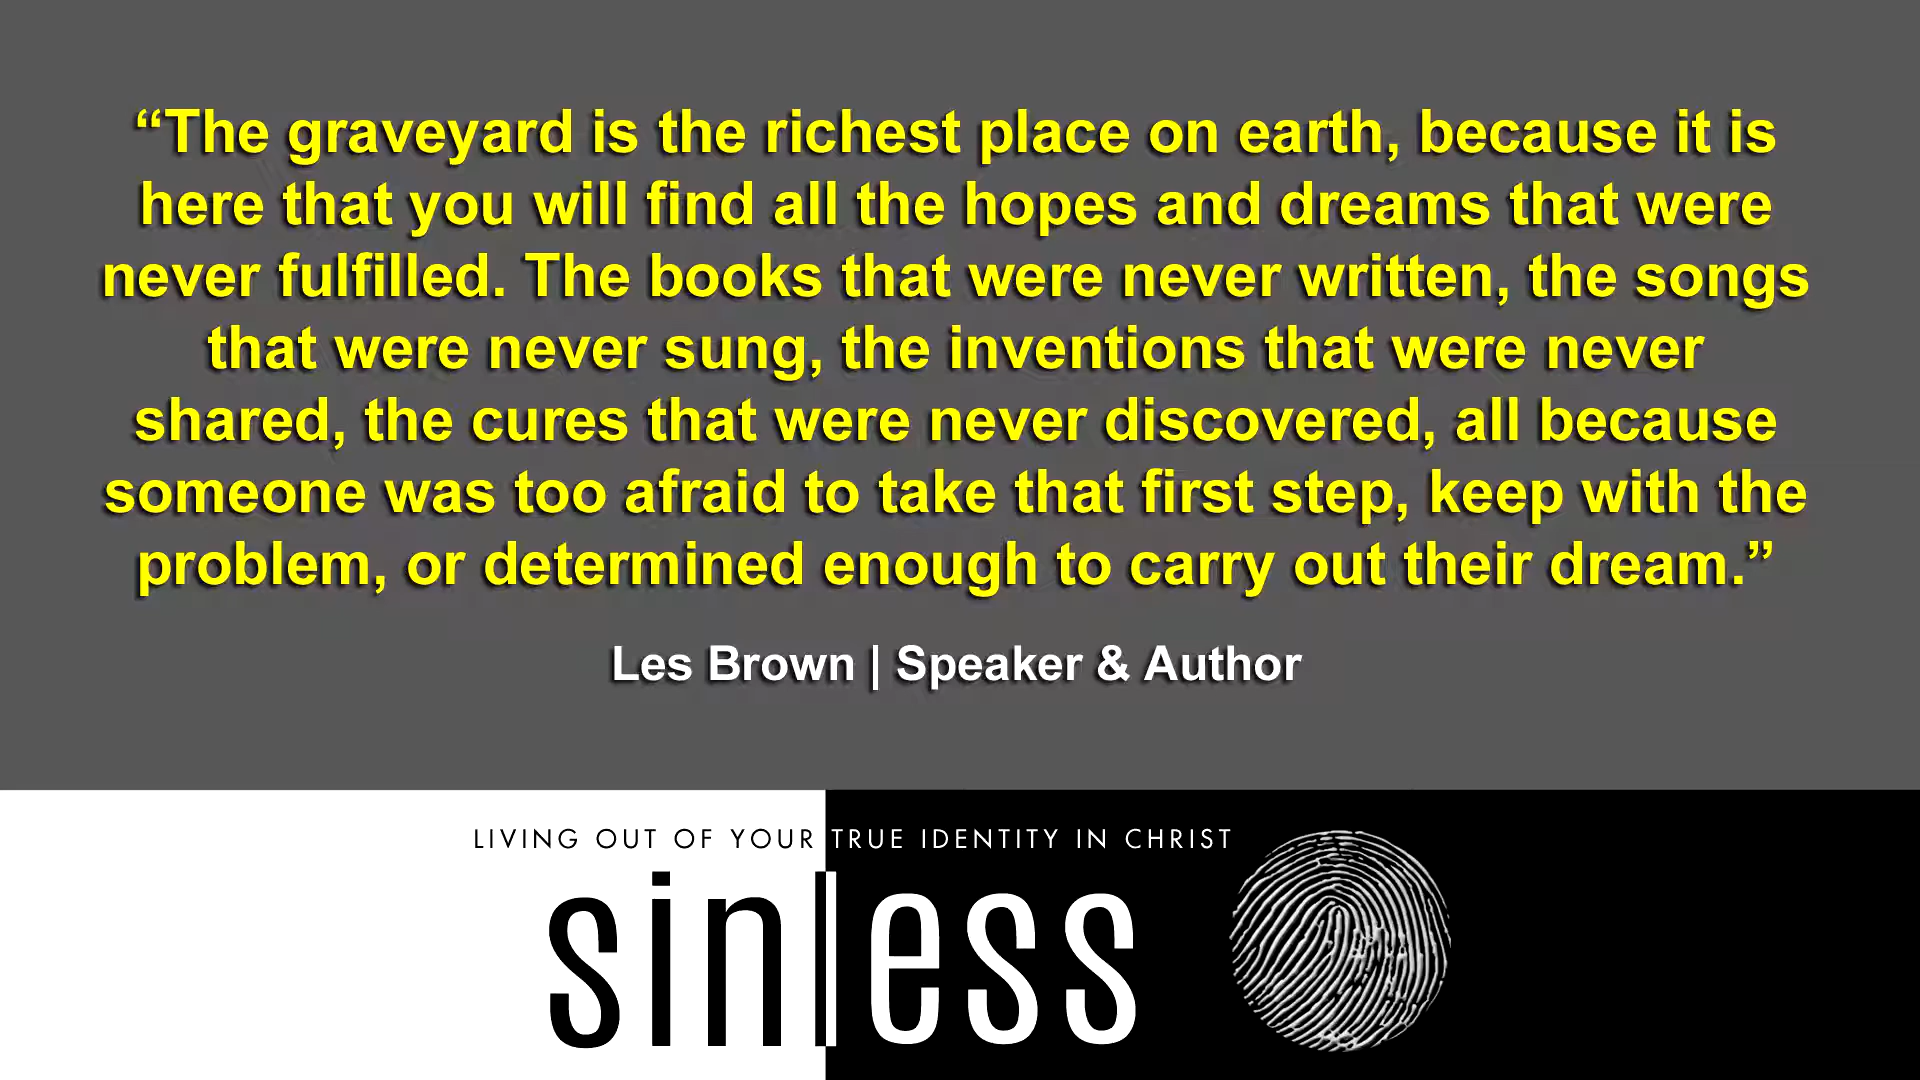 “The graveyard is the richest place on earth, because it is
here that you will find all the hopes and dreams that were
never fulfilled. The books that were never written, the songs
that were never sung, the inventions that were never
shared, the cures that were never discovered, all because
someone was too afraid to take that first step, keep with the
problem, or determined enough to carry out their dream.”
Les Brown | Speaker & Author
LIVING OUT OF YOUR TRUE IDENTITY IN CHRIST
sinless